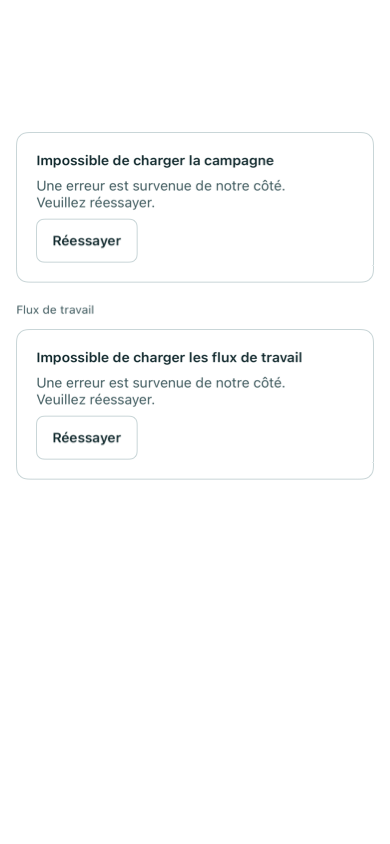 Impossible de charger la campagne
Une erreur est survenue de notre côté.
Veuillez réessayer.
Réessayer
Flux de travail
Impossible de charger les flux de travail
Une erreur est survenue de notre côté.
Veuillez réessayer.
Réessayer